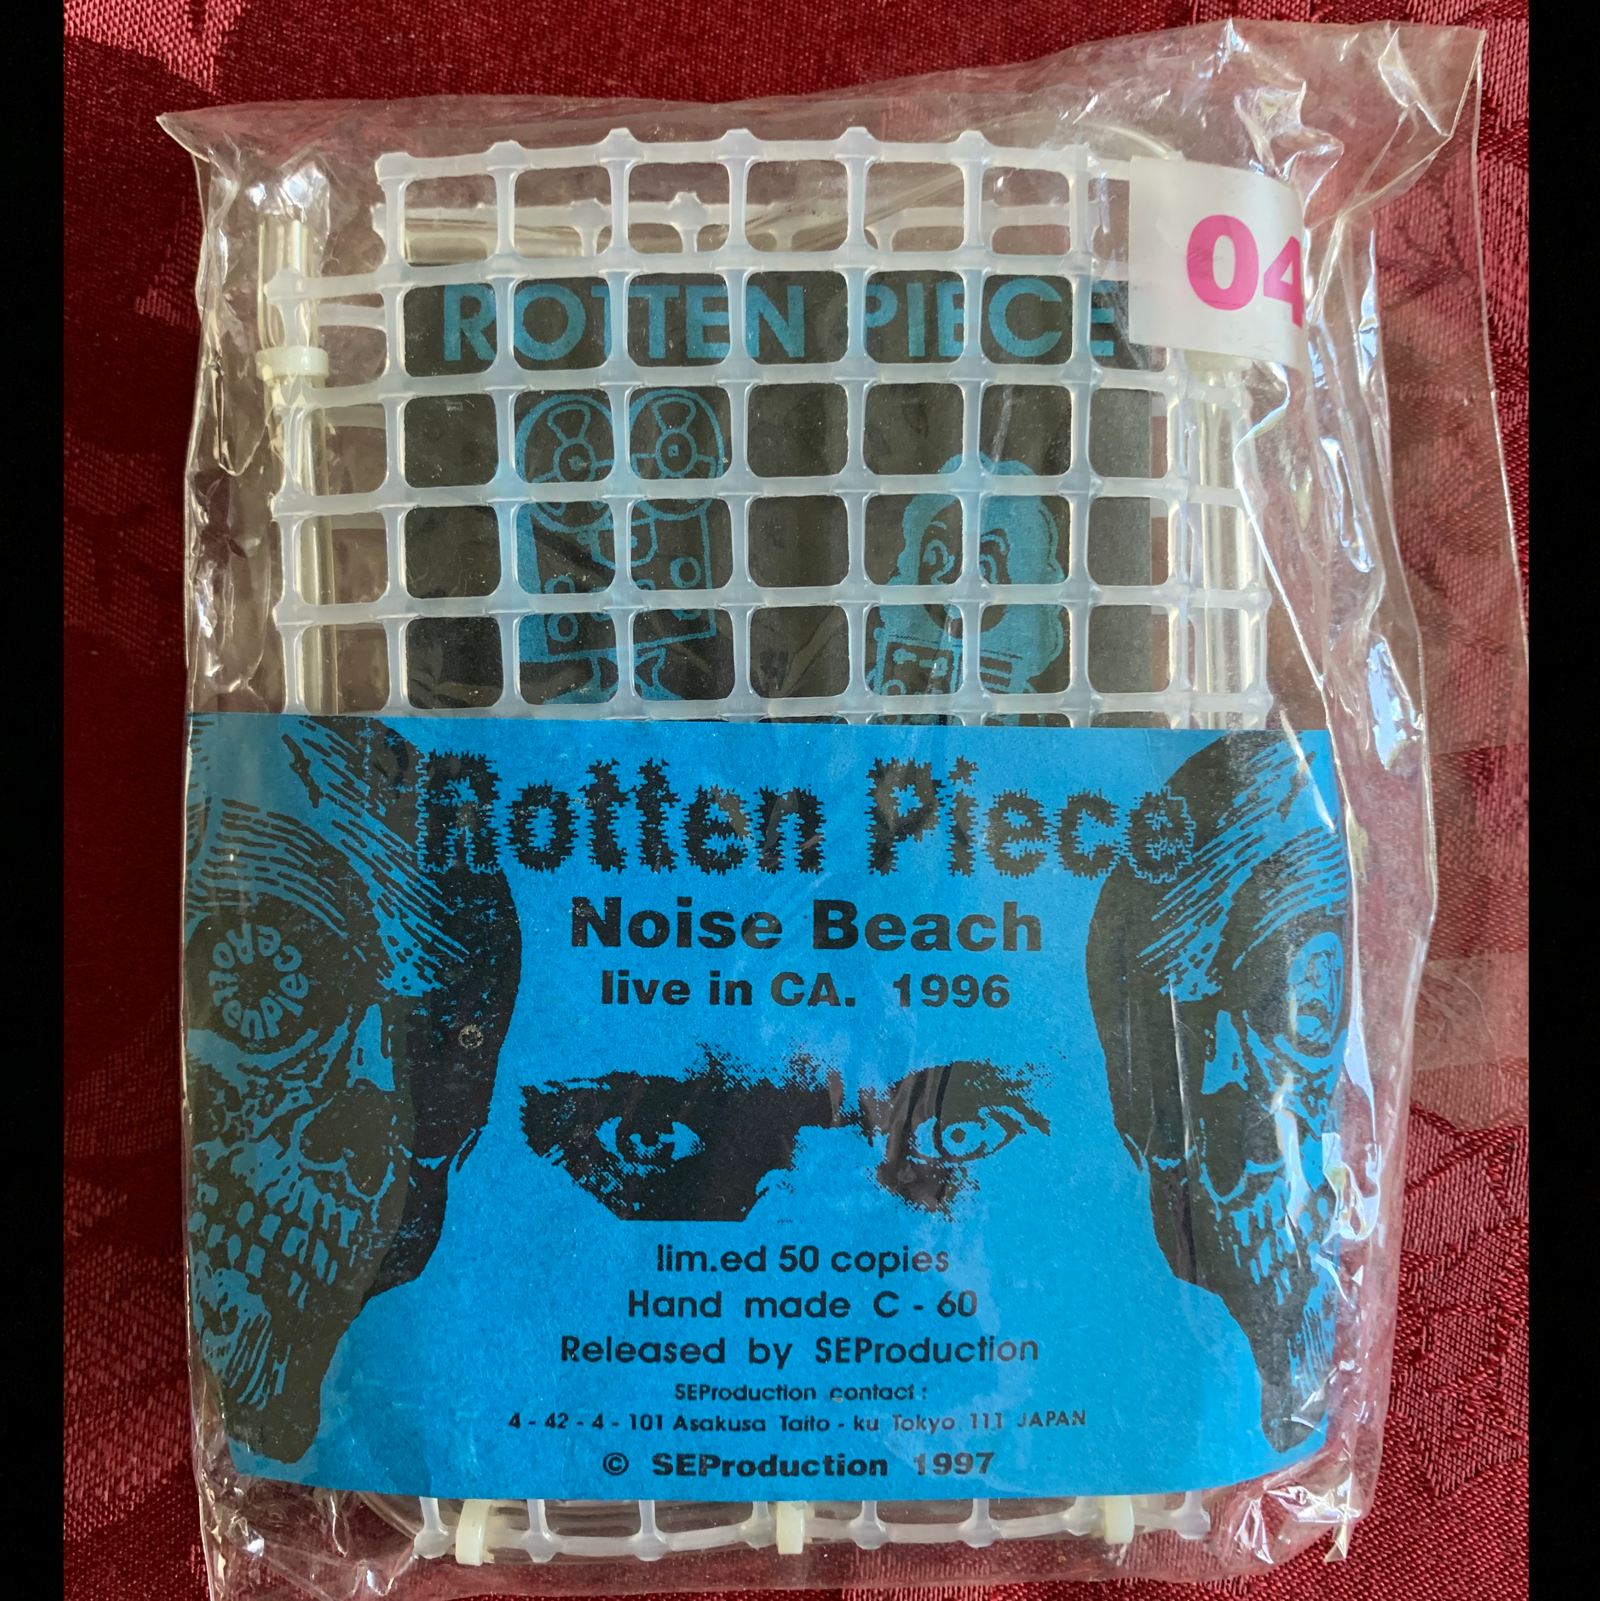 04
ROTTEN PIECE
Rotten Piece
Noise Beach
live in CA. 1996
Rottenpiece
lim.ed 50 copies
Hand made C - 60
Released by SEProduction
SEProduction contact :
4 - 42 - 4 - 101 Asakusa Taito - ku Tokyo 111 JAPAN
© SEProduction 1997